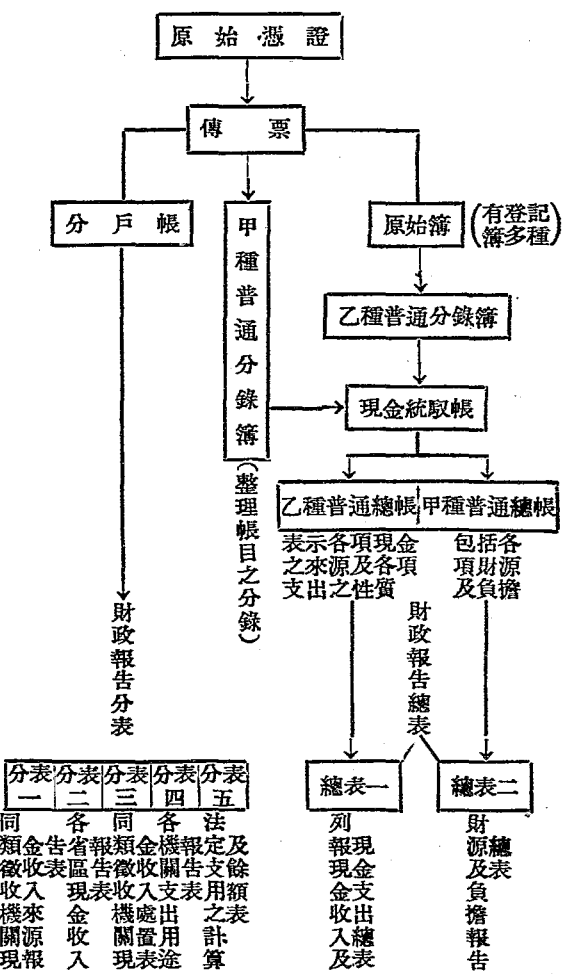 原始憑證
傳票
分戶帳
甲種普通分錄簿
(整理帳目之分錄)
原始簿
(有登記
簿多種)
乙種普通分錄簿
現金統馭帳
乙種普通總帳
甲種普通總帳
表示各項現金
之來源及各項
支出之性質
包括各
項財源
及負擔
財政報告分表
財政報告總表
分表一
同類徵收機關現
金收入來源報
告表
分表二
各省區現金收入
報告表
分表三
同類徵收機關現
金收入處置表
分表四
各機關支出用途
報告表
分表五
法定支用之計算
及餘額表
總表一
列報現金收入及
現金支出總表
總表二
財源及負擔報告
總表